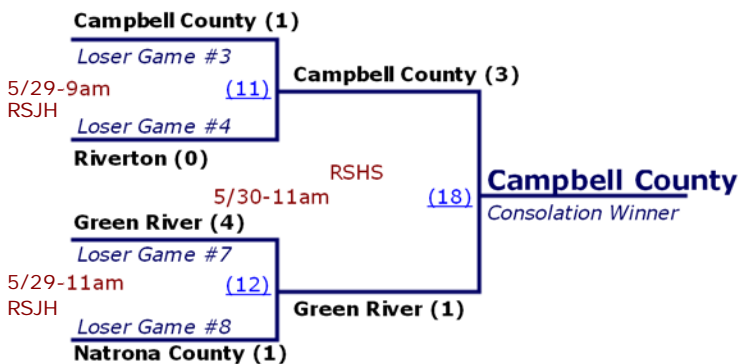 Campbell County (1)
Loser Game #3
5/29-9am
RSJH
(11)
Campbell County (3)
Loser Game #4
Riverton (0)
RSHS
5/30-11am
(18)
Campbell County
Consolation Winner
Green River (4)
Loser Game #7
5/29-11am
RSJH
(12)
Green River (1)
Loser Game #8
Natrona County (1)